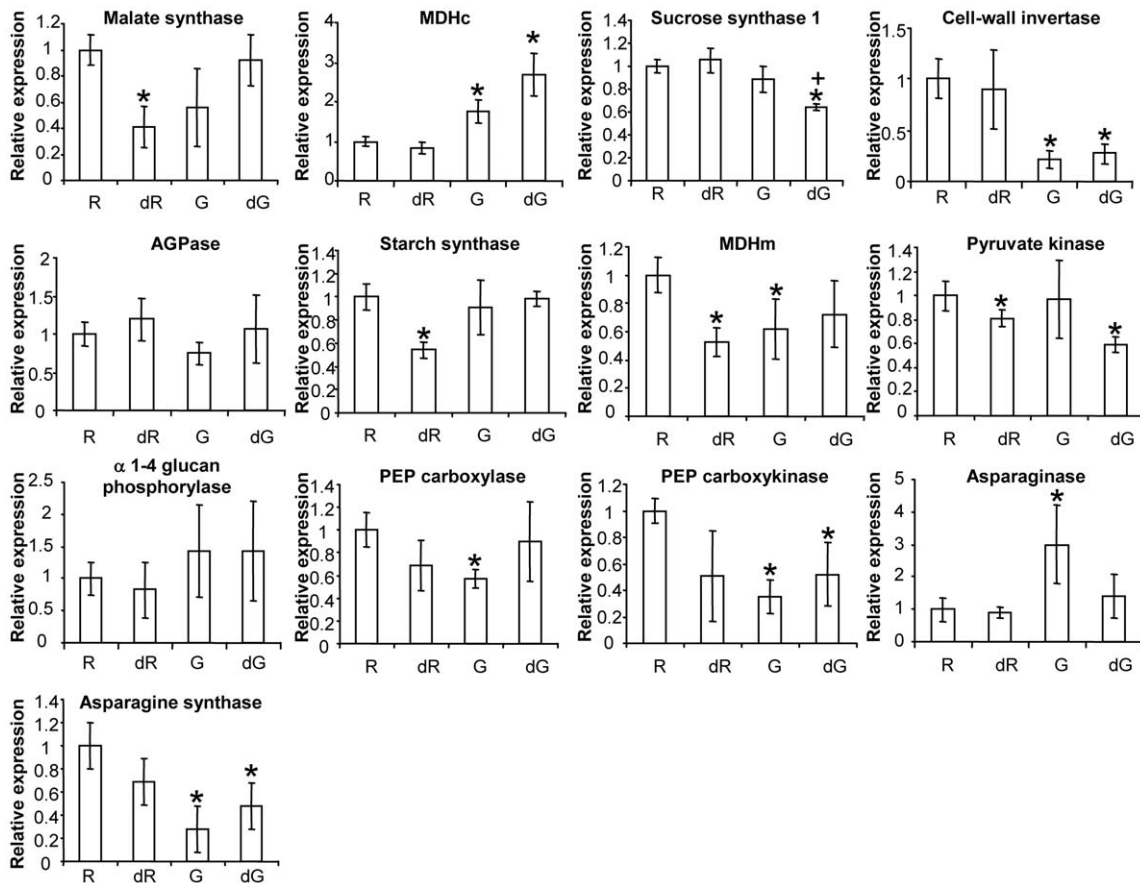 Malate synthase
Relative expression
1.2
1
0.8
0.6
0.4
0.2
0
*
R dR G dG
MDHc
Relative expression
4
3
2
1
0
* *
R dR G dG
Sucrose synthase 1
Relative expression
1.4
1.2
1
0.8
0.6
0.4
0.2
0
+
*
R dR G dG
Cell-wall invertase
Relative expression
1.5
1
0.5
0
* *
R dR G dG
AGPase
Relative expression
2
1.5
1
0.5
0
R dR G dG
Starch synthase
Relative expression
1.4
1.2
1
0.8
0.6
0.4
0.2
0
*
R dR G dG
MDHm
Relative expression
1.2
1
0.8
0.6
0.4
0.2
0
* *
R dR G dG
Pyruvate kinase
Relative expression
1.4
1.2
1
0.8
0.6
0.4
0.2
0
* *
R dR G dG
α 1-4 glucan
phosphorylase
Relative expression
2.5
2
1.5
1
0.5
0
R dR G dG
PEP carboxylase
Relative expression
1.4
1.2
1
0.8
0.6
0.4
0.2
0
*
R dR G dG
PEP carboxykinase
Relative expression
1.2
1
0.8
0.6
0.4
0.2
0
* *
R dR G dG
Asparaginase
Relative expression
5
4
3
2
1
0
*
R dR G dG
Asparagine synthase
Relative expression
1.4
1.2
1
0.8
0.6
0.4
0.2
0
* *
R dR G dG